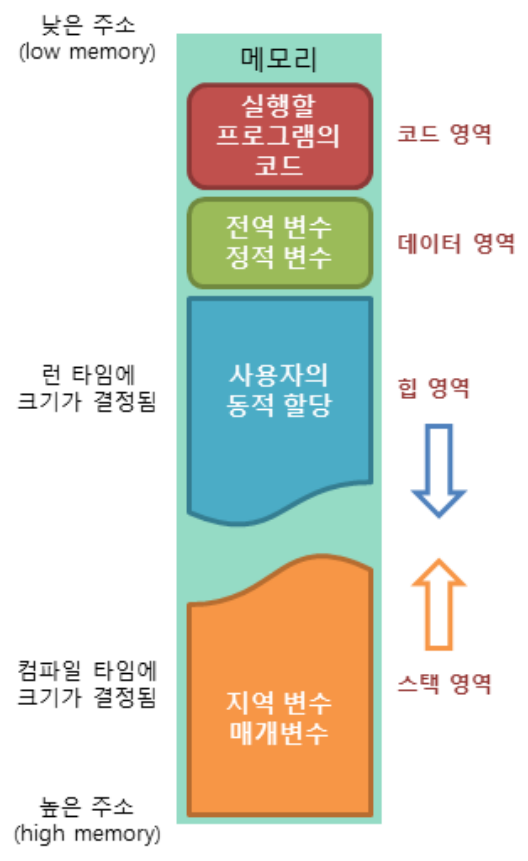 낮은 주소
(low memory)
메모리
실행할
프로그램의
코드
코드 영역
전역 변수
정적 변수
데이터 영역
런 타임에
크기가 결정됨
사용자의
동적 할당
힙 영역
컴파일 타임에
크기가 결정됨
지역 변수
매개변수
스택 영역
높은 주소
(high memory)